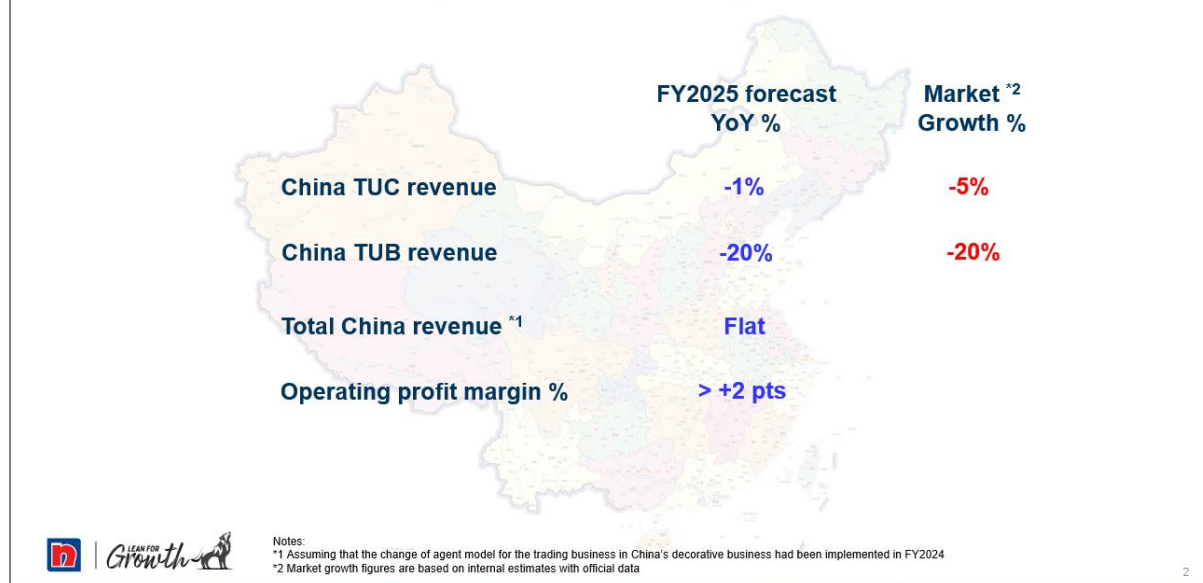 FY2025 forecast
YoY %
Market *2
Growth %
China TUC revenue -1% -5%
China TUB revenue -20% -20%
Total China revenue *1 Flat
Operating profit margin % > +2 pts
n
LEAN FOR
Growth
Notes:
*1 Assuming that the change of agent model for the trading business in China's decorative business had been implemented in FY2024
*2 Market growth figures are based on internal estimates with official data
2